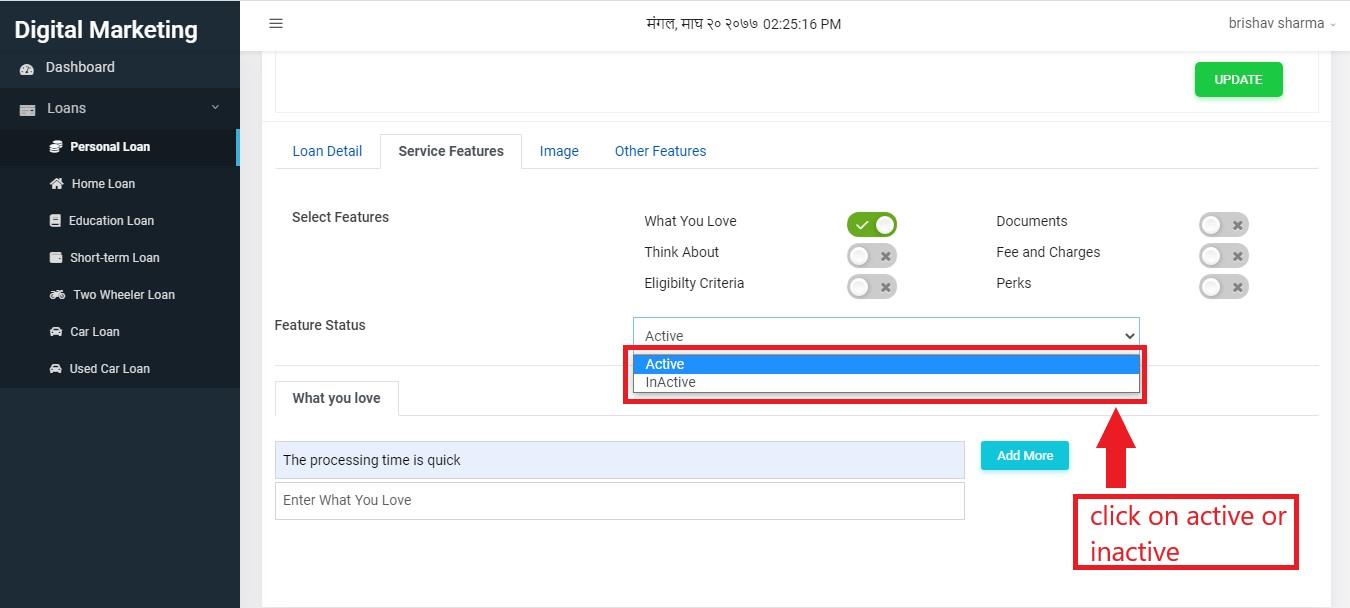 Digital Marketing
मंगल, माघ २० २०७७ 02:25:16 PM
brishav sharma
Dashboard
Loans
Personal Loan
Home Loan
Education Loan
Short-term Loan
Two Wheeler Loan
Car Loan
Used Car Loan
UPDATE
Loan Detail
Service Features
Image
Other Features
Select Features
What You Love
Documents
Think About
Fee and Charges
Eligibilty Criteria
Perks
Feature Status
Active
Active
InActive
What you love
The processing time is quick
Add More
Enter What You Love
click on active or
inactive